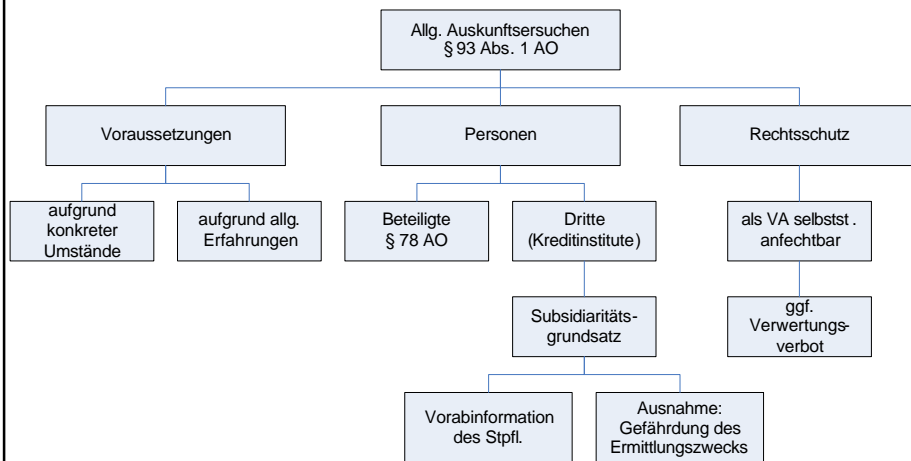 Allg. Auskunftsersuchen
§ 93 Abs. 1 AO
Voraussetzungen
Personen
Rechtsschutz
aufgrund
konkreter
Umstände
aufgrund allg.
Erfahrungen
Beteiligte
§ 78 AO
Dritte
(Kreditinstitute)
als VA selbstst.
anfechtbar
Subsidiaritäts-
grundsatz
ggf.
Verwertungs-
verbot
Vorabinformation
des Stpfl.
Ausnahme:
Gefährdung des
Ermittlungszwecks